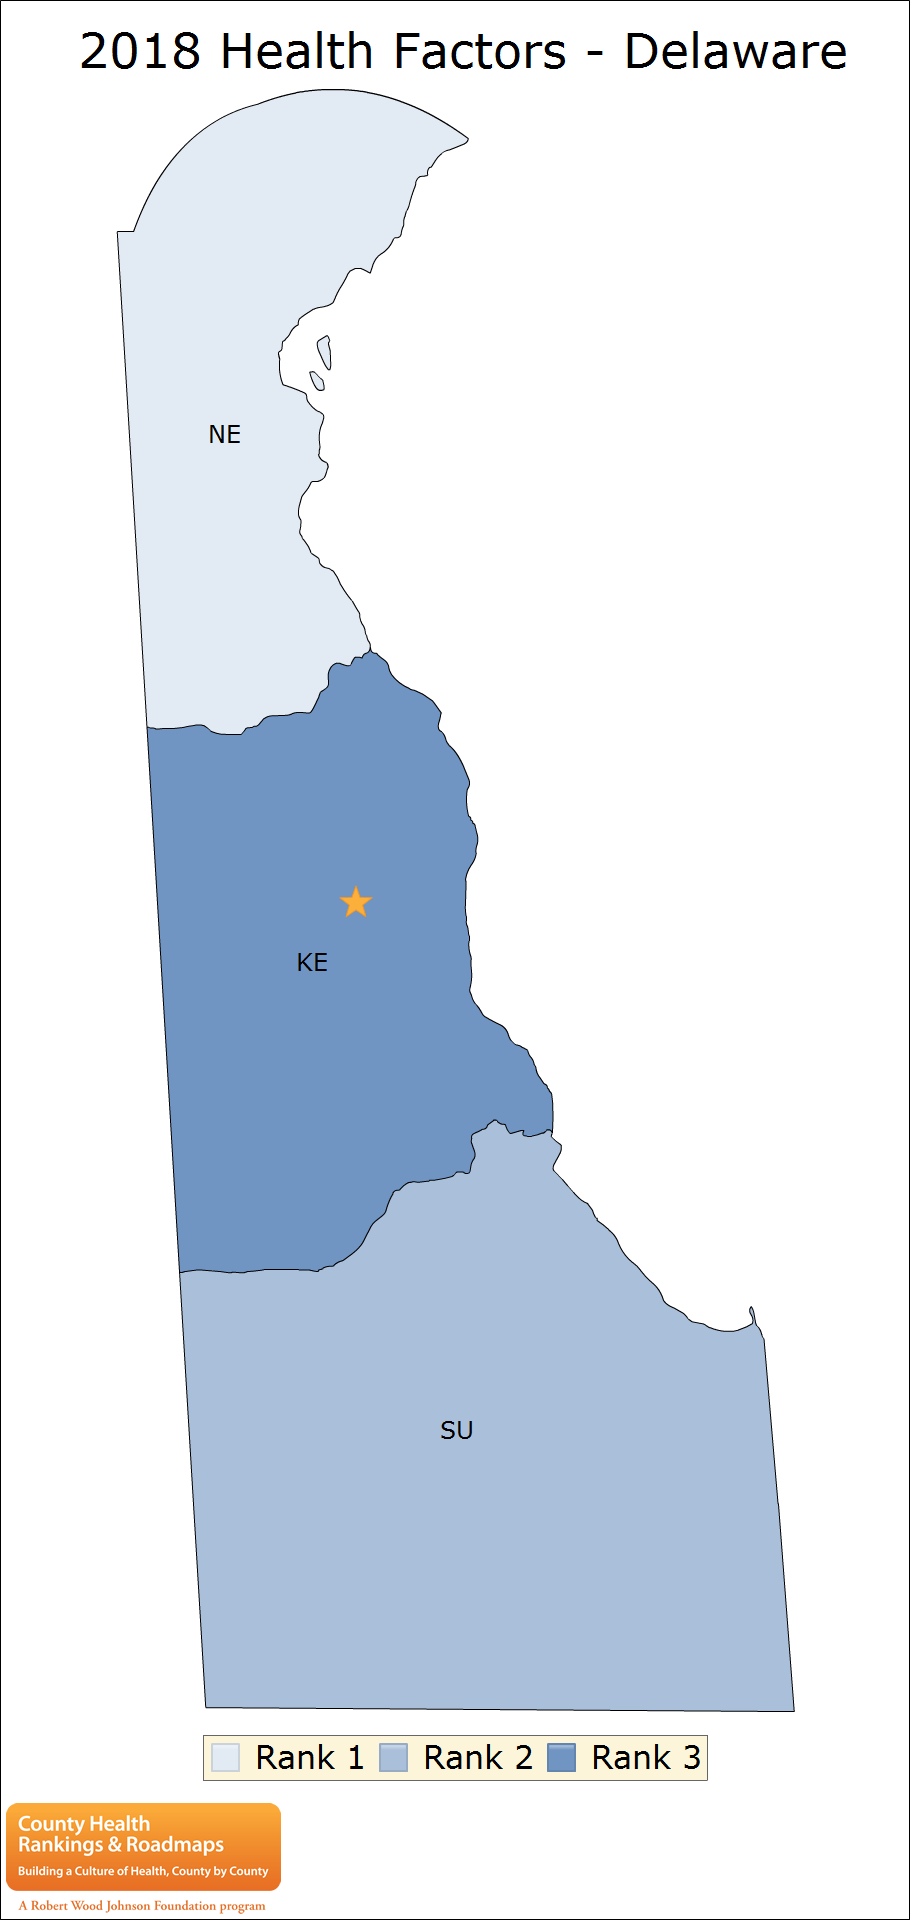 2018 Health Factors - Delaware
NE
KE
SU
Rank 1 Rank 2 Rank 3
County Health
Rankings & Roadmaps
Building a Culture of Health, County by County
A Robert Wood Johnson Foundation program